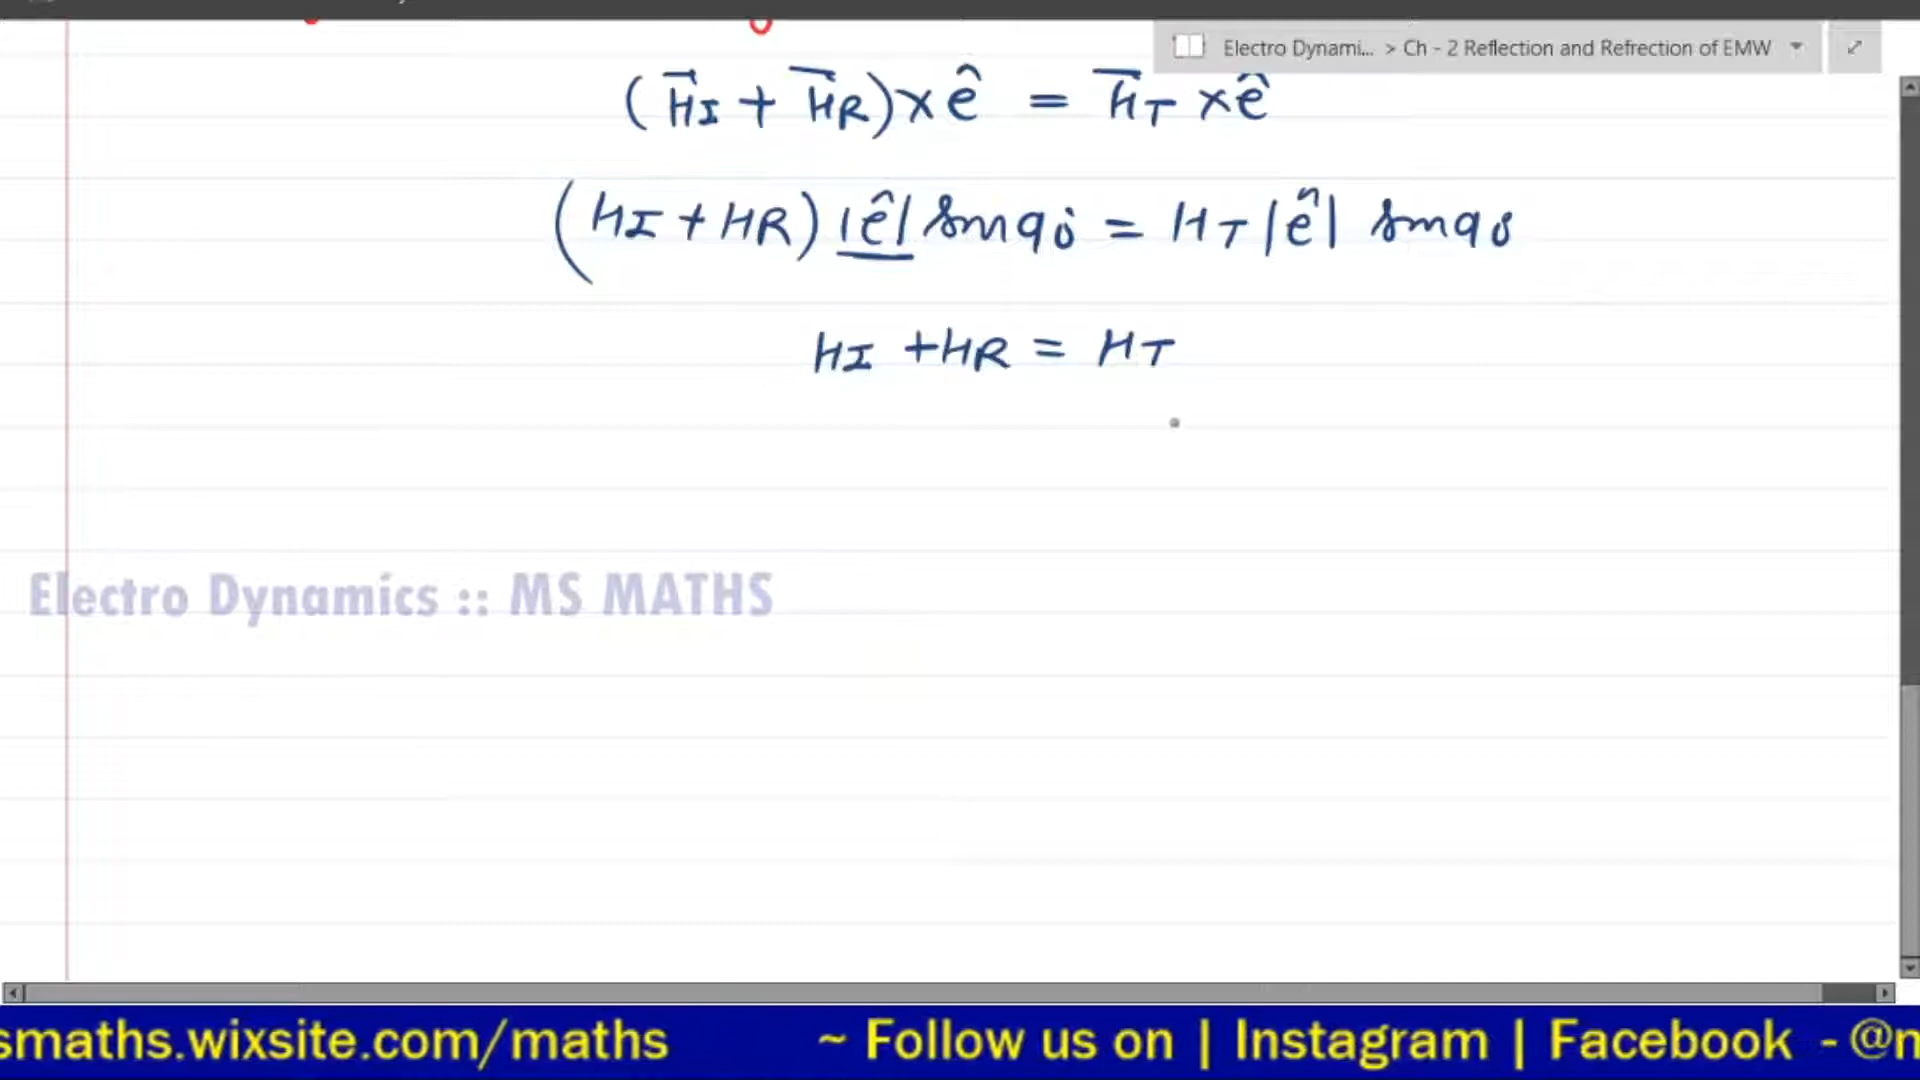 Electro Dynami... > Ch - 2 Reflection and Refrection of EMW
(H⃗I + H⃗R) × ê = H⃗T × ê
(HI + HR) |ê| sin90 = HT |ê| sin90
HI + HR = HT
Electro Dynamics :: MS MATHS
smaths.wixsite.com/maths ~ Follow us on | Instagram | Facebook - @m